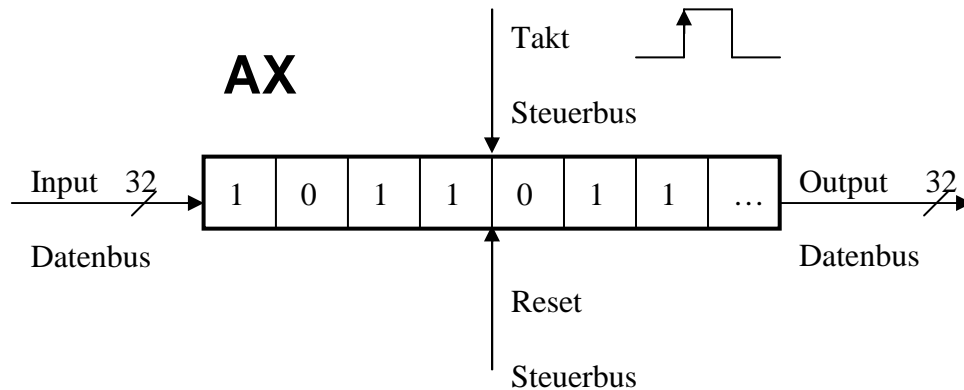 Takt
AX
Steuerbus
Input 32
1 0 1 1 0 1 1 ...
Output 32
Datenbus
Datenbus
Reset
Steuerbus